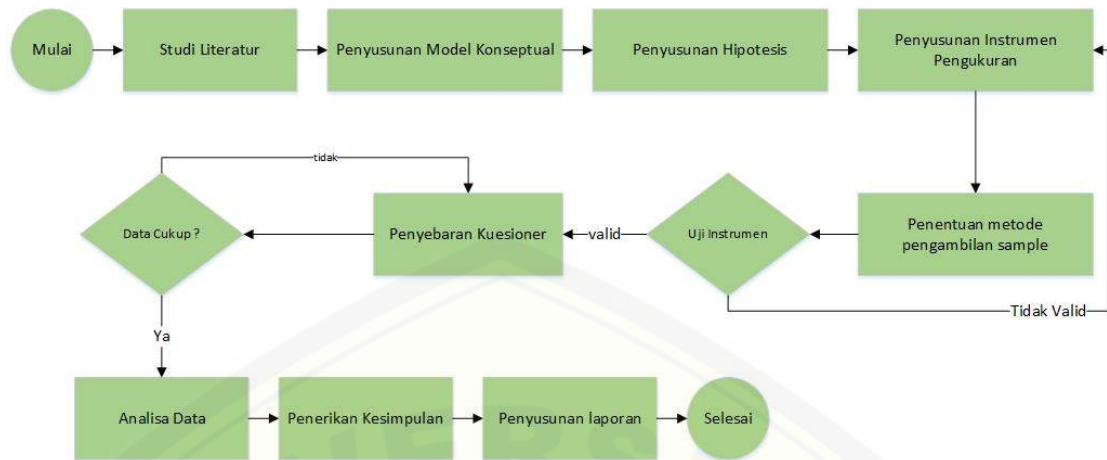 Mulai
Studi Literatur
Penyusunan Model Konseptual
Penyusunan Hipotesis
Penyusunan Instrumen
Pengukuran
tidak
Data Cukup ?
Penyebaran Kuesioner
valid
Uji Instrumen
Penentuan metode
pengambilan sample
Tidak Valid
Ya
Analisa Data
Penerikan Kesimpulan
Penyusunan laporan
Selesai